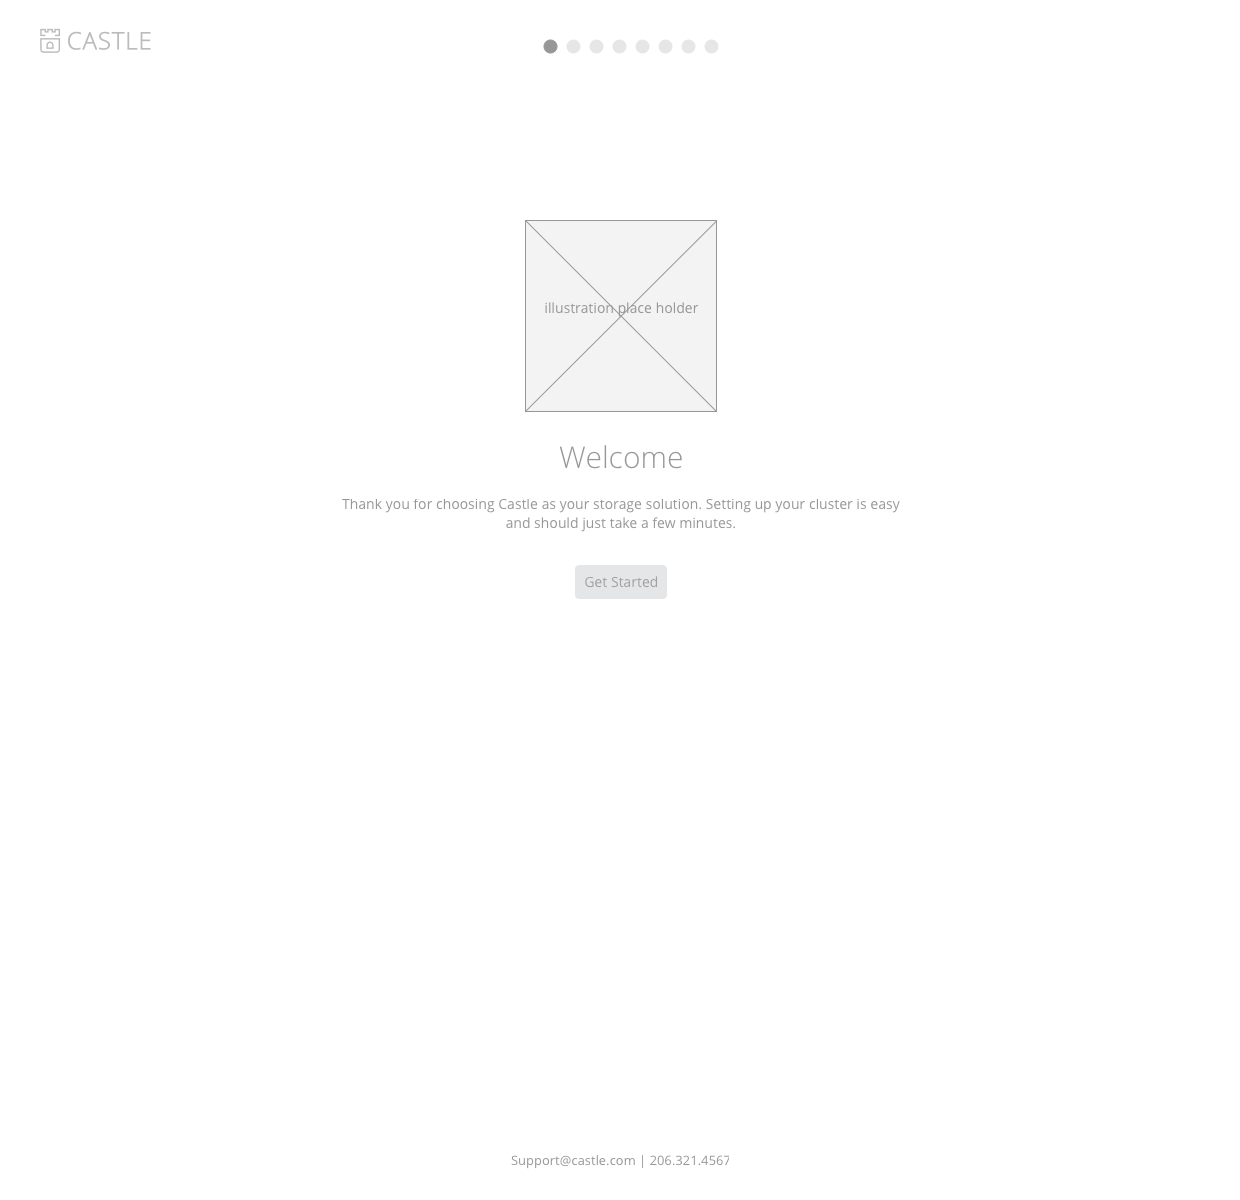 CASTLE
illustration place holder
Welcome
Thank you for choosing Castle as your storage solution. Setting up your cluster is easy
and should just take a few minutes.
Get Started
Support@castle.com | 206.321.4567